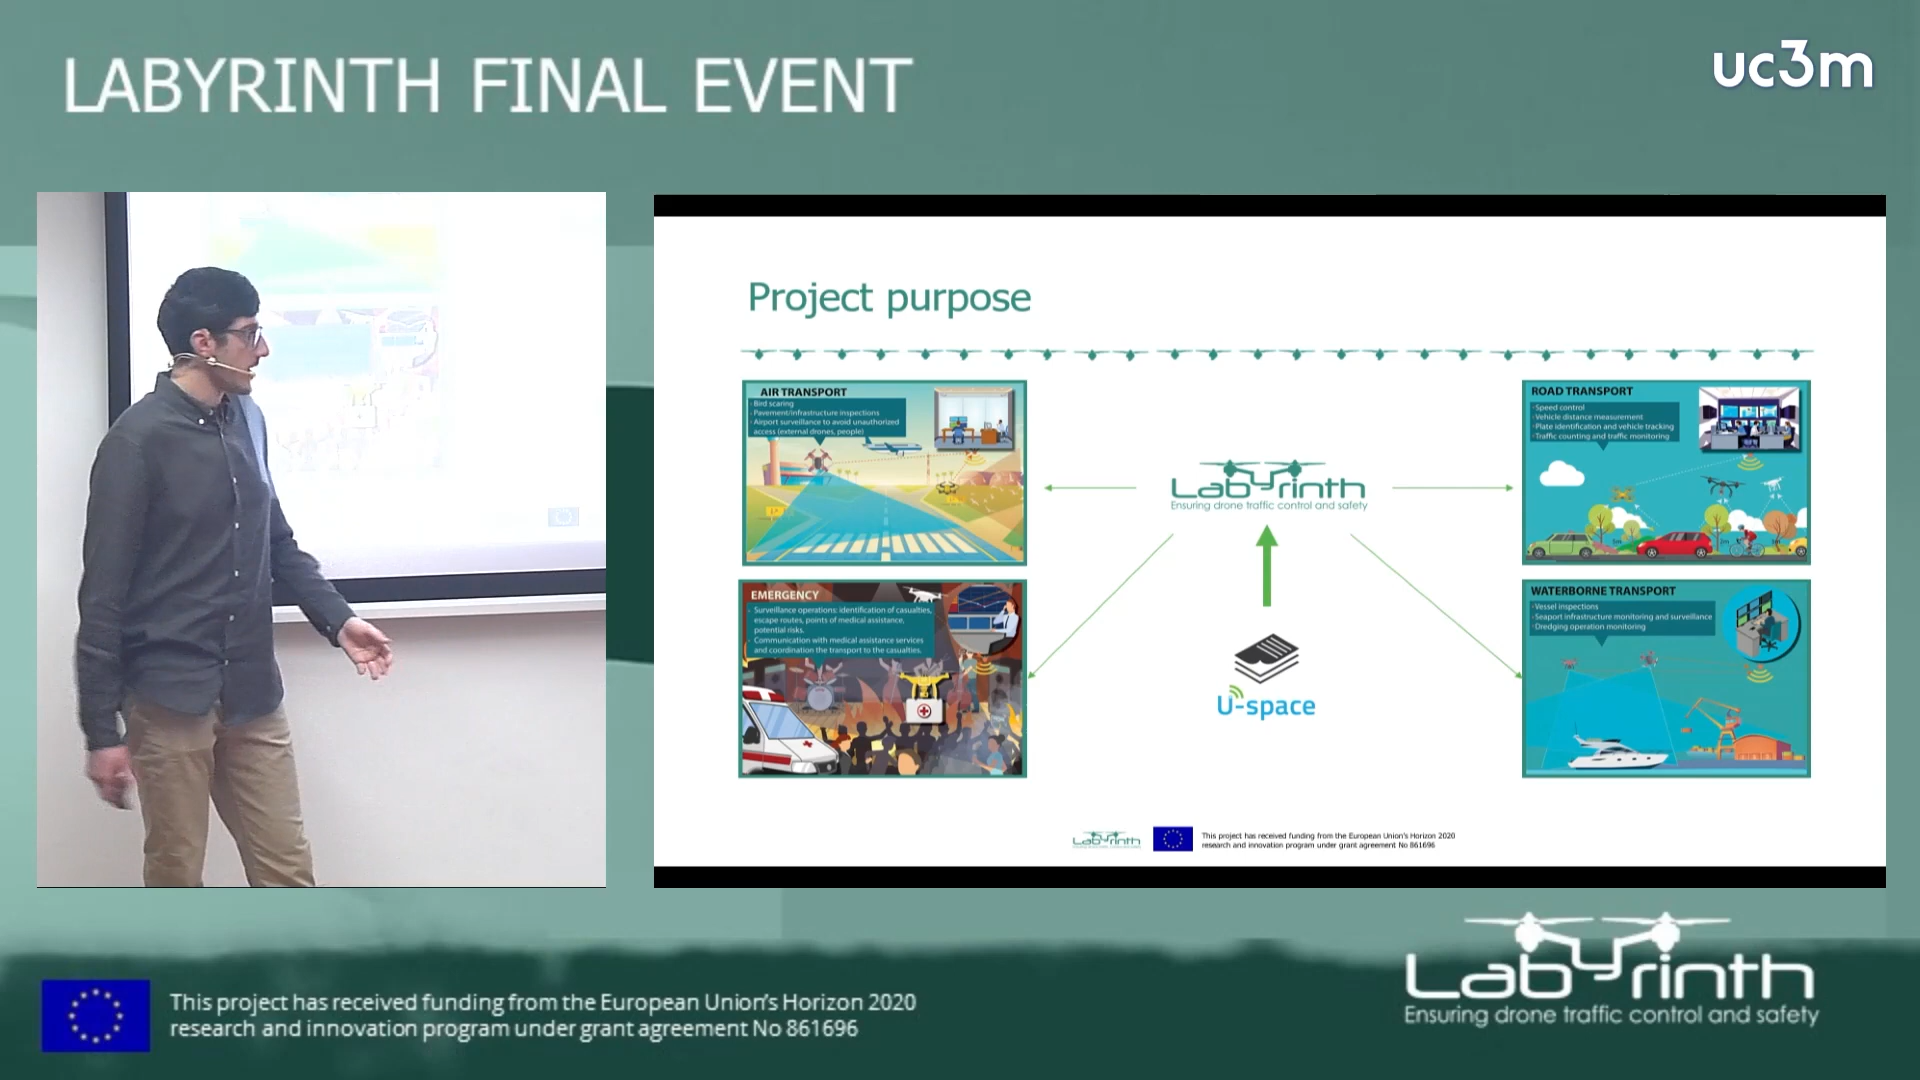 LABYRINTH FINAL EVENT
uc3m
Project purpose
AIR TRANSPORT
- Bird scaring
- Pavement/infrastructure inspections
- Airport surveillance to avoid unauthorized
access (external drones, people)
ROAD TRANSPORT
- Speed control
- Vehicle distance measurement
- Plate identification and vehicle tracking
- Traffic counting and traffic monitoring
Labyrinth
Ensuring drone traffic control and safety
EMERGENCY
- Surveillance operations: identification of casualties,
escape routes, points of medical assistance,
potential risks.
- Communication with medical assistance services
and coordination the transport to the casualties.
WATERBORNE TRANSPORT
- Vessel inspections
- Seaport infrastructure monitoring and surveillance
- Dredging operation monitoring
U-space
Labyrinth
This project has received funding from the European Union's Horizon 2020
research and innovation program under grant agreement No 861696
This project has received funding from the European Union's Horizon 2020
research and innovation program under grant agreement No 861696
Labyrinth
Ensuring drone traffic control and safety